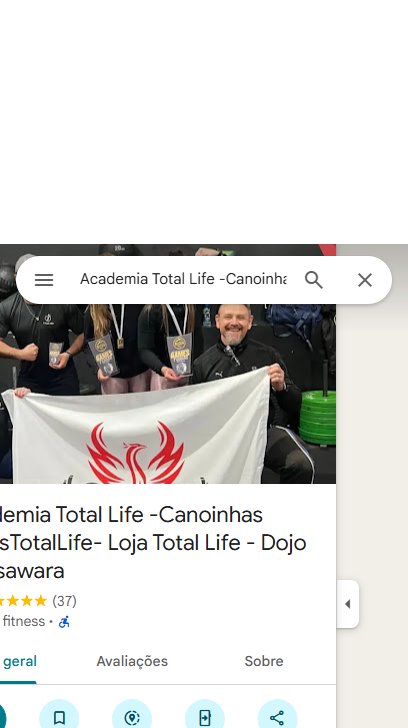 Academia Total Life -Canoinha
demia Total Life -Canoinhas
sTotalLife- Loja Total Life - Dojo
sawara
(37)
fitness ·
geral
Avaliações
Sobre